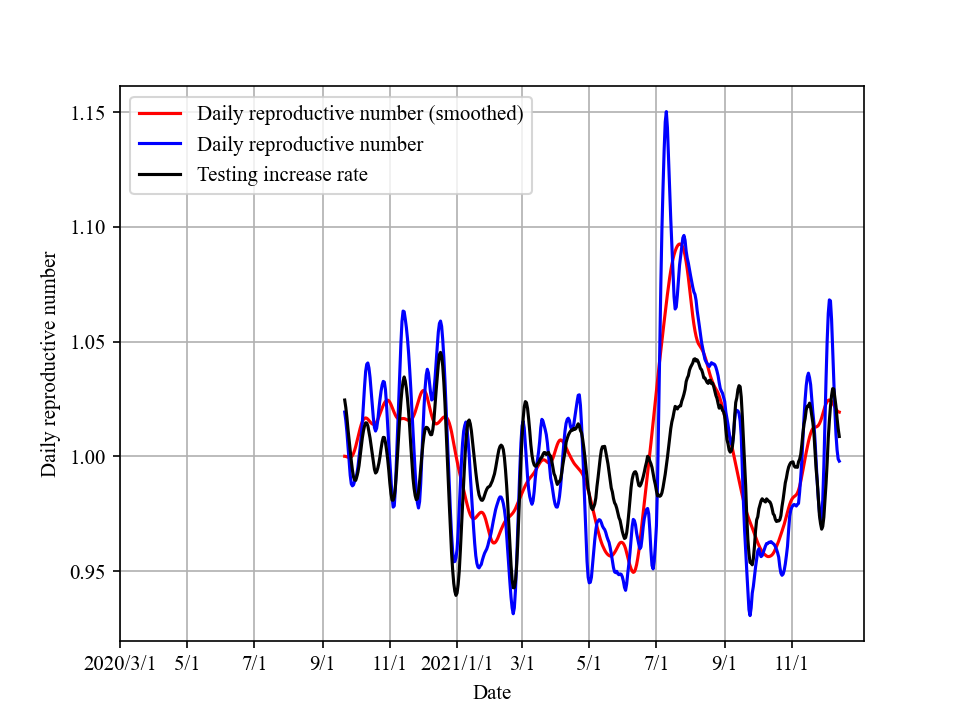 Daily reproductive number (smoothed)
Daily reproductive number
Testing increase rate
Daily reproductive number
1.15
1.10
1.05
1.00
0.95
2020/3/1 5/1 7/1 9/1 11/1 2021/1/1 3/1 5/1 7/1 9/1 11/1
Date